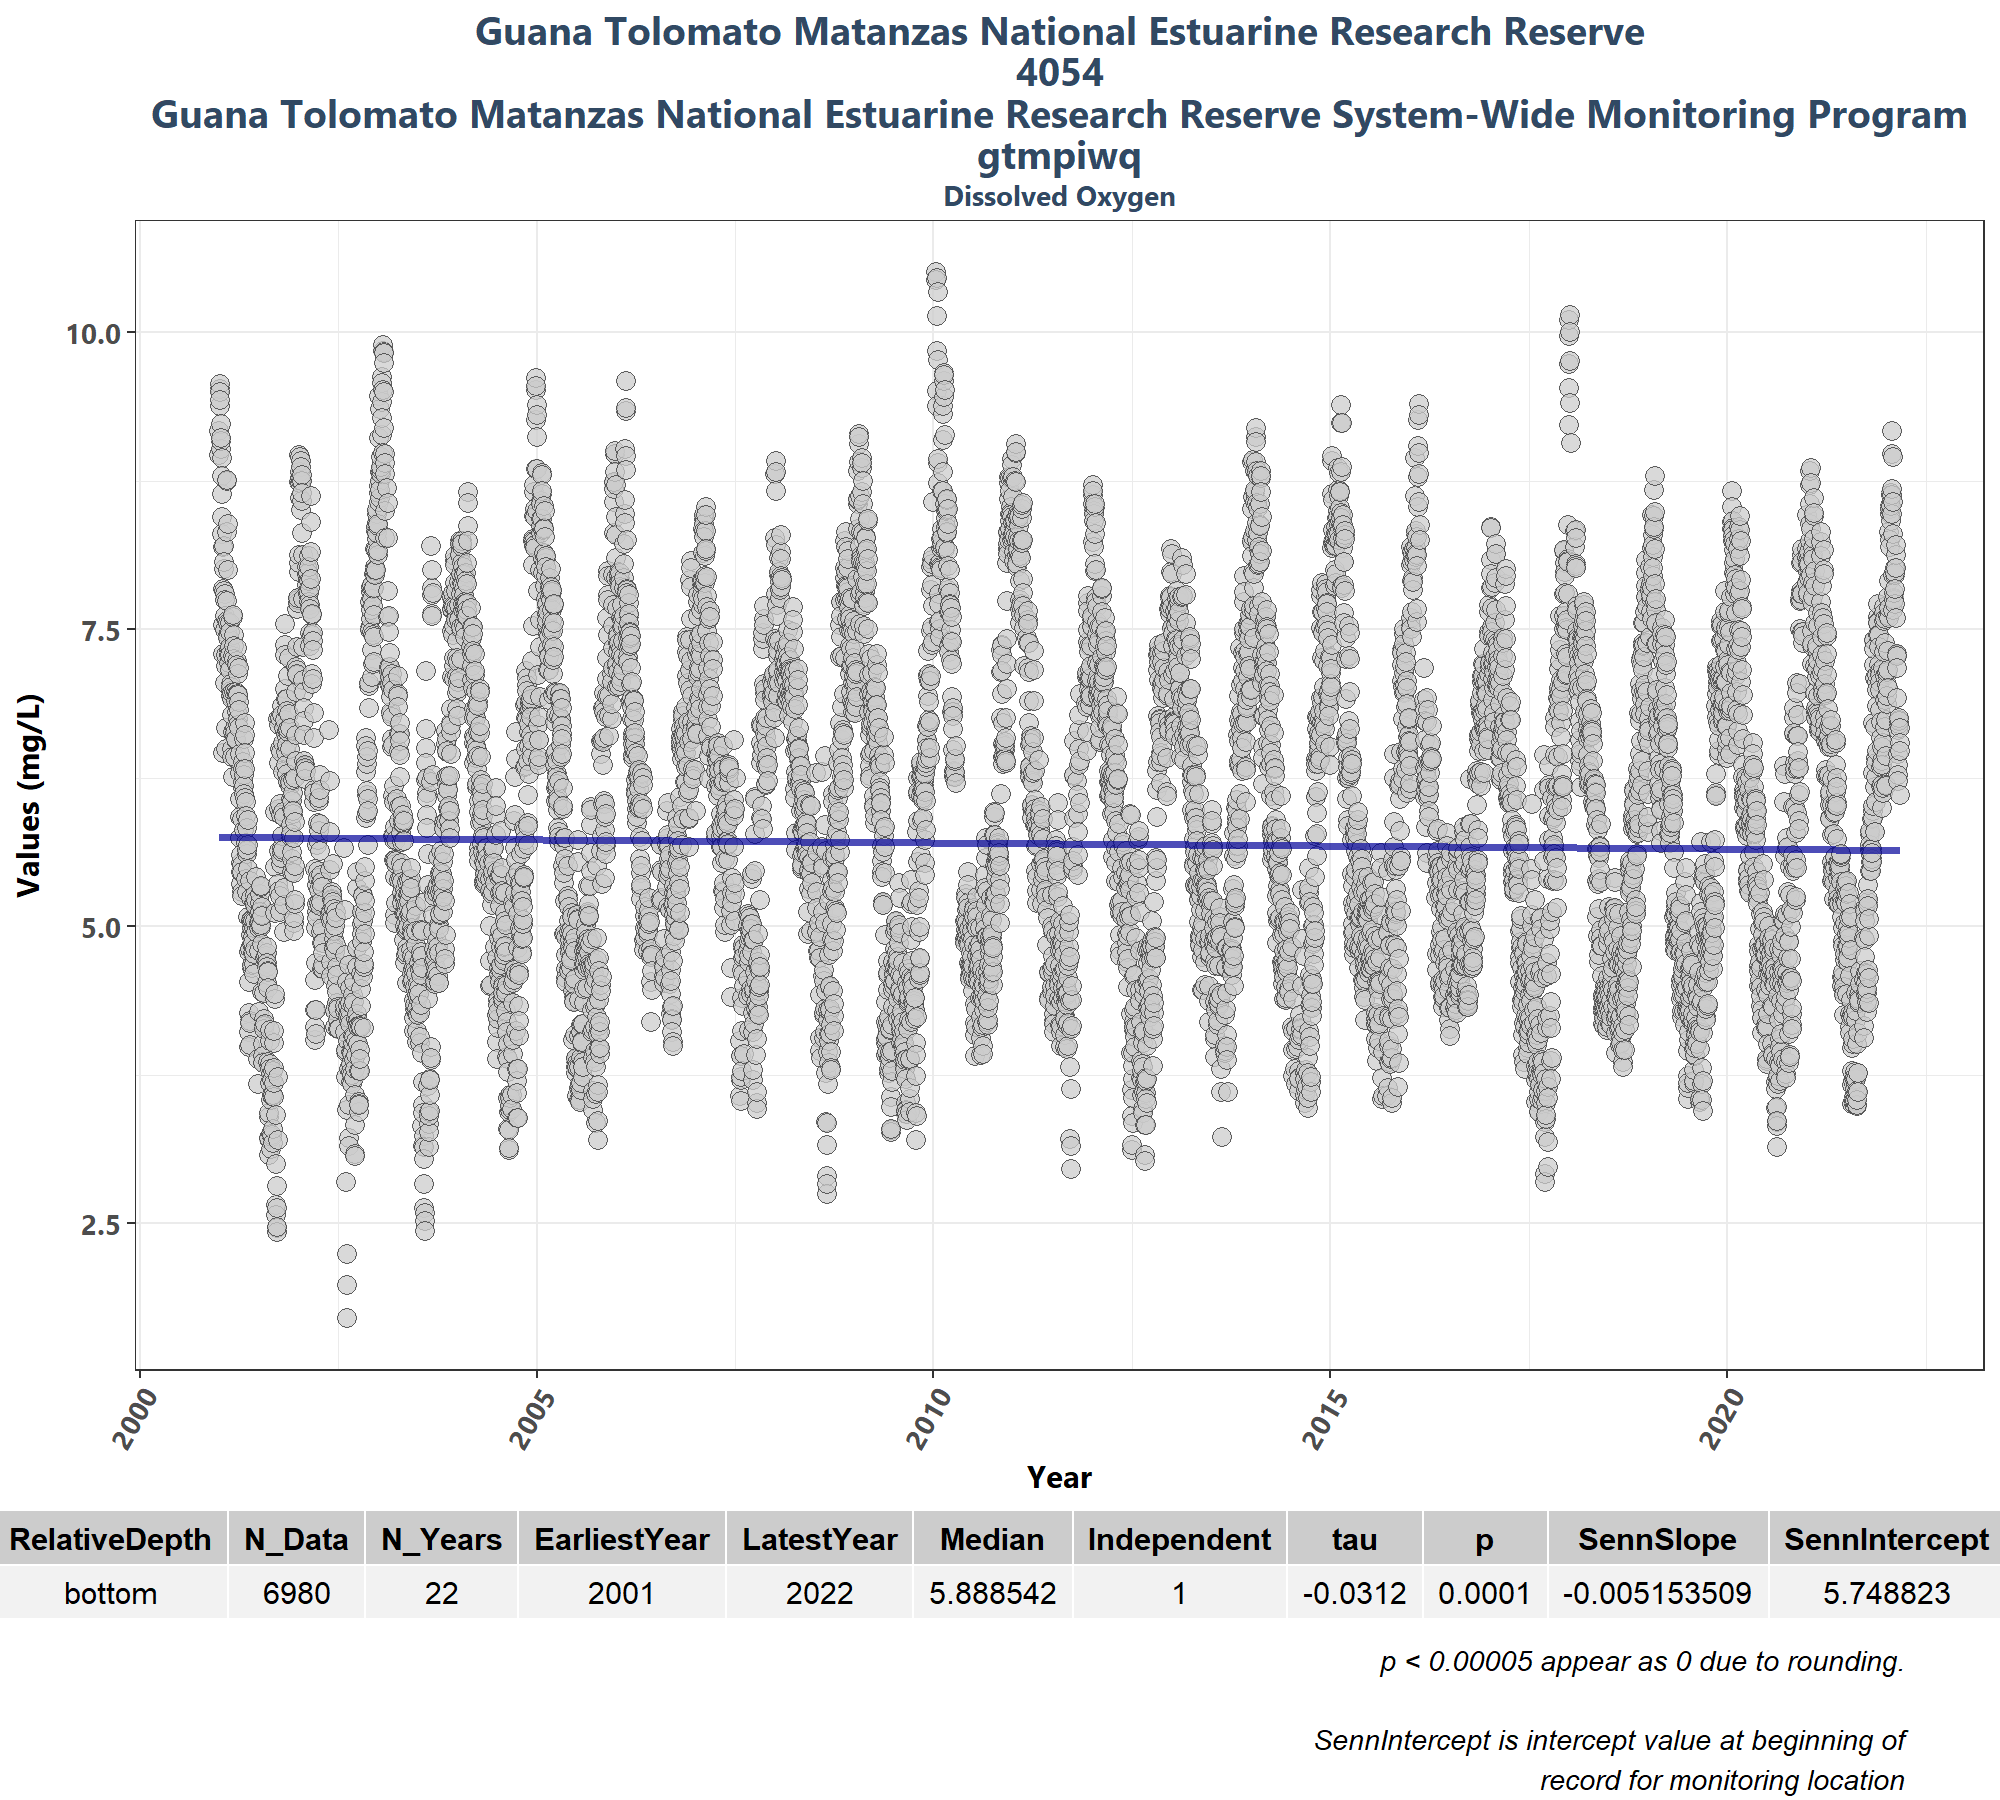 Guana Tolomato Matanzas National Estuarine Research Reserve
4054
Guana Tolomato Matanzas National Estuarine Research Reserve System-Wide Monitoring Program
gtmpiwq
Dissolved Oxygen
Values (mg/L)
10.0
7.5
5.0
2.5
2000 2005 2010 2015 2020
Year
RelativeDepth N_Data N_Years EarliestYear LatestYear Median Independent tau p SennSlope SennIntercept
bottom 6980 22 2001 2022 5.888542 1 -0.0312 0.0001 -0.005153509 5.748823
p < 0.00005 appear as 0 due to rounding.
SennIntercept is intercept value at beginning of
record for monitoring location